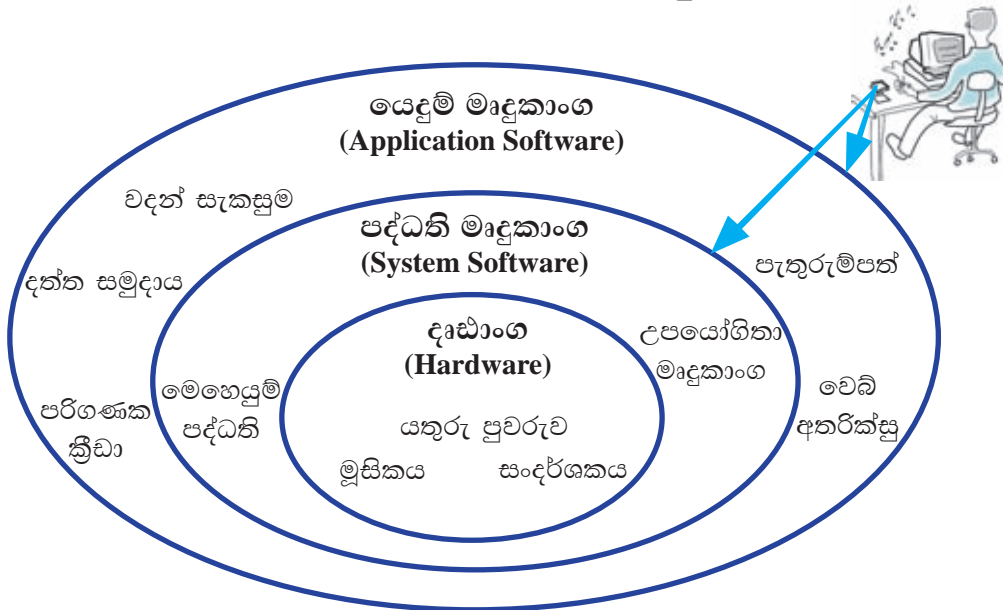 යෙදුම් මෘදුකාංග
(Application Software)
වදන් සැකසුම
දත්ත සමුදාය
පරිගණක
ක්‍රීඩා
පැතුරුම්පත්
වෙබ්
අතරික්සු
පද්ධති මෘදුකාංග
(System Software)
මෙහෙයුම්
පද්ධති
උපයෝගිතා
මෘදුකාංග
දෘඪාංග
(Hardware)
යතුරු පුවරුව
මූසිකය සංදර්ශකය